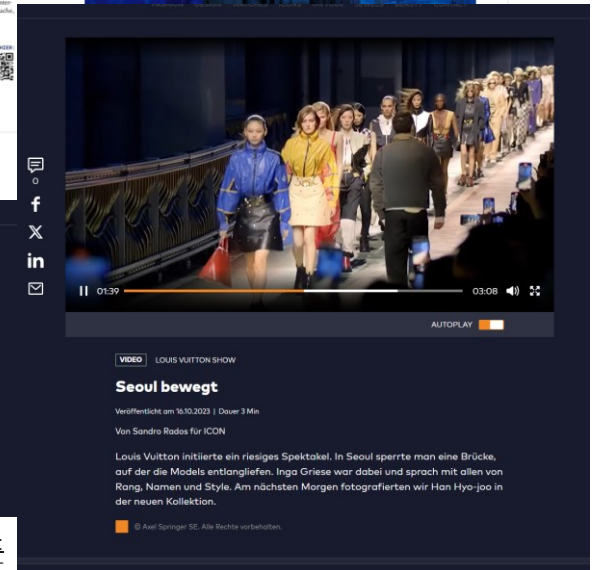 ache,
0
01:39
03:08
AUTOPLAY
VIDEO LOUIS VUITTON SHOW
Seoul bewegt
Veröffentlicht am 16.10.2023 | Dauer 3 Min
Von Sandro Rados für ICON
Louis Vuitton initiierte ein riesiges Spektakel. In Seoul sperrte man eine Brücke,
auf der die Models entlangliefen. Inga Griese war dabei und sprach mit allen von
Rang, Namen und Style. Am nächsten Morgen fotografierten wir Han Hyo-joo in
der neuen Kollektion.
© Axel Springer SE. Alle Rechte vorbehalten.